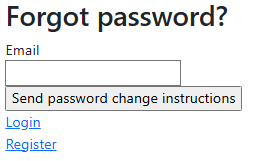 Forgot password?
Email
Send password change instructions
Login
Register